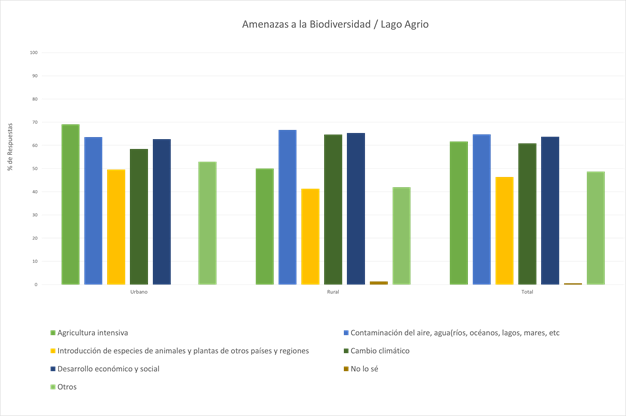 Amenazas a la Biodiversidad / Lago Agrio
% de Respuestas
100
90
80
70
60
50
40
30
20
10
0
Urbano Rural Total
Agricultura intensiva
Contaminación del aire, agua(ríos, océanos, lagos, mares, etc
Introducción de especies de animales y plantas de otros países y regiones
Cambio climático
Desarrollo económico y social
No lo sé
Otros